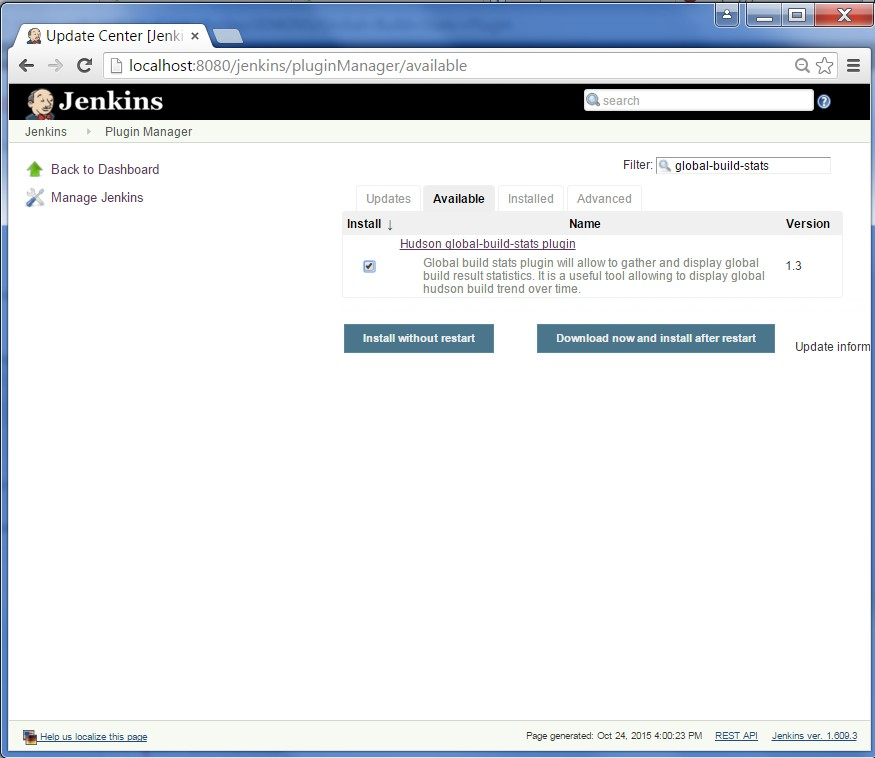 Update Center [Jenki
localhost:8080/jenkins/pluginManager/available
Jenkins
search
Jenkins
Plugin Manager
Back to Dashboard
Manage Jenkins
Filter: global-build-stats
Updates Available Installed Advanced
Install ↓ Name Version
Hudson global-build-stats plugin
Global build stats plugin will allow to gather and display global
build result statistics. It is a useful tool allowing to display global
hudson build trend over time.
1.3
Install without restart
Download now and install after restart
Update inform
Help us localize this page
Page generated: Oct 24, 2015 4:00:23 PM REST API Jenkins ver. 1.609.3